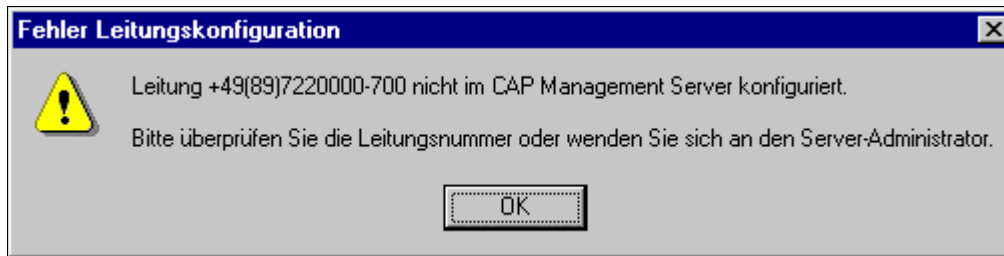 Fehler Leitungskonfiguration
Leitung +49(89)7220000-700 nicht im CAP Management Server konfiguriert.
Bitte überprüfen Sie die Leitungsnummer oder wenden Sie sich an den Server-Administrator.
OK